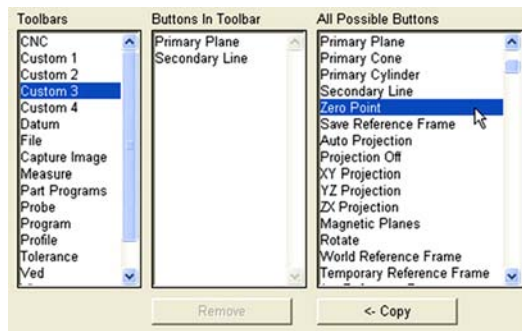 Toolbars
CNC
Custom 1
Custom 2
Custom 3
Custom 4
Datum
File
Capture Image
Measure
Part Programs
Probe
Program
Profile
Tolerance
Ved
Buttons In Toolbar
Primary Plane
Secondary Line
Remove
All Possible Buttons
Primary Plane
Primary Cone
Primary Cylinder
Secondary Line
Zero Point
Save Reference Frame
Auto Projection
Projection Off
XY Projection
YZ Projection
ZX Projection
Magnetic Planes
Rotate
World Reference Frame
Temporary Reference Frame
<- Copy